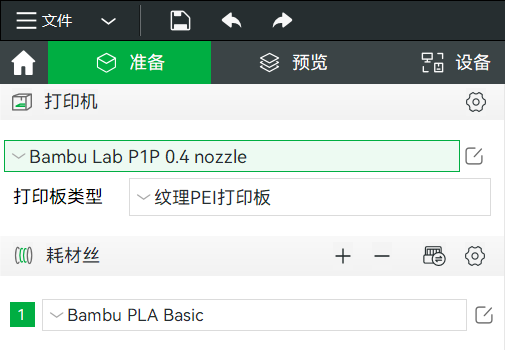 文件
准备 预览 设备
打印机
Bambu Lab P1P 0.4 nozzle
打印板类型 纹理PEI打印板
耗材丝
1 Bambu PLA Basic